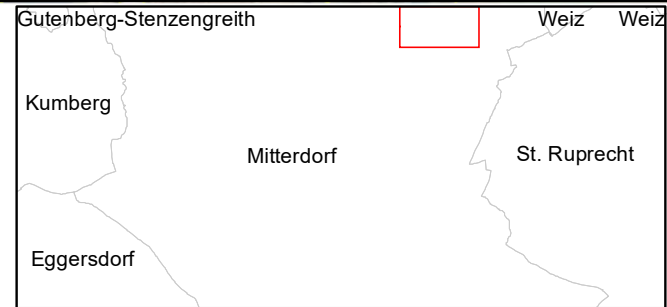 Gutenberg-Stenzengreith Weiz Weiz
Kumberg
Mitterdorf
St. Ruprecht
Eggersdorf